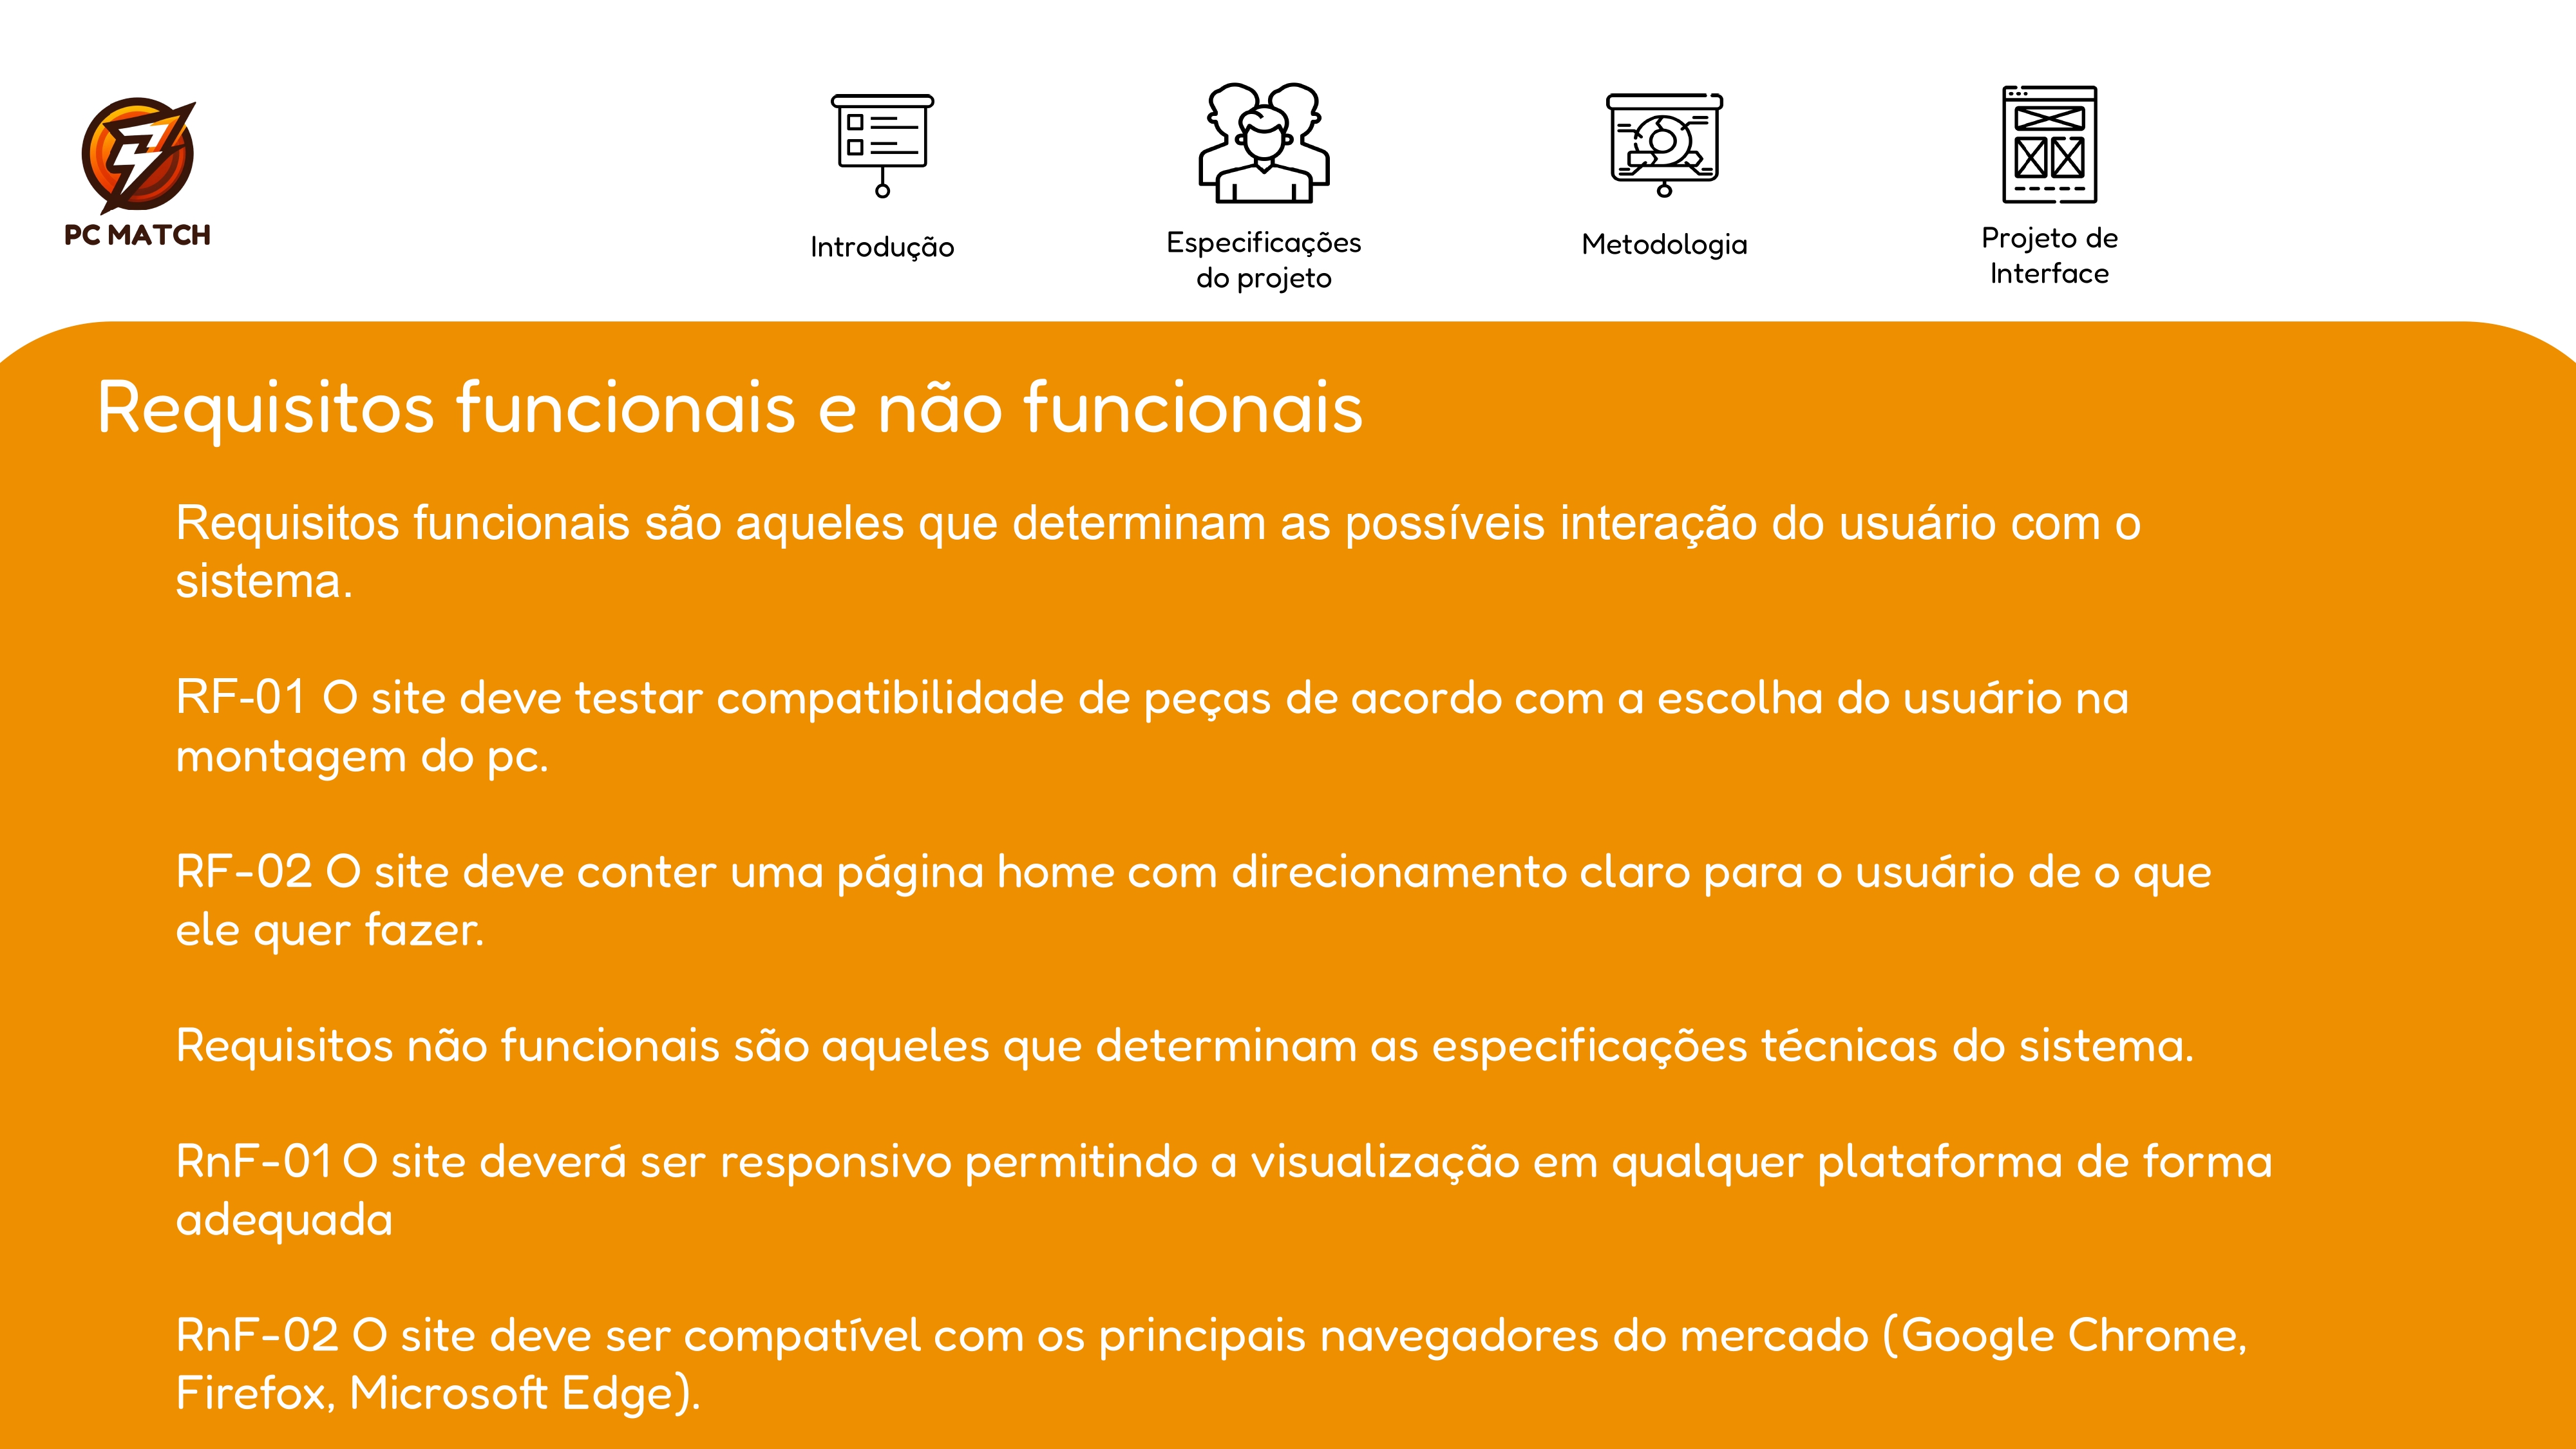 PC MATCH
Introdução
Especificações
do projeto
Metodologia
Projeto de
Interface
Requisitos funcionais e não funcionais
Requisitos funcionais são aqueles que determinam as possíveis interação do usuário com o
sistema.
RF-01 O site deve testar compatibilidade de peças de acordo com a escolha do usuário na
montagem do pc.
RF-02 O site deve conter uma página home com direcionamento claro para o usuário de o que
ele quer fazer.
Requisitos não funcionais são aqueles que determinam as especificações técnicas do sistema.
RnF-01 O site deverá ser responsivo permitindo a visualização em qualquer plataforma de forma
adequada
RnF-02 O site deve ser compatível com os principais navegadores do mercado (Google Chrome,
Firefox, Microsoft Edge).